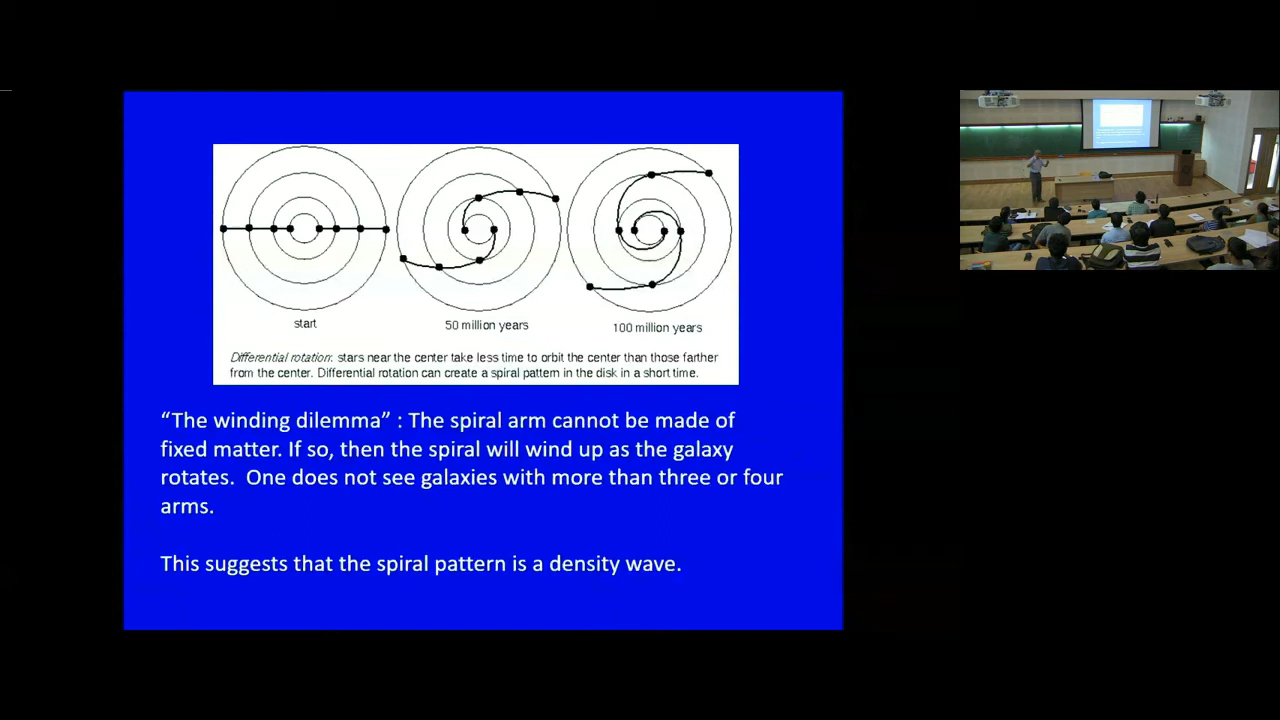 start
50 million years
100 million years
Differential rotation: stars near the center take less time to orbit the center than those farther
from the center. Differential rotation can create a spiral pattern in the disk in a short time.
“The winding dilemma” : The spiral arm cannot be made of
fixed matter. If so, then the spiral will wind up as the galaxy
rotates. One does not see galaxies with more than three or four
arms.
This suggests that the spiral pattern is a density wave.